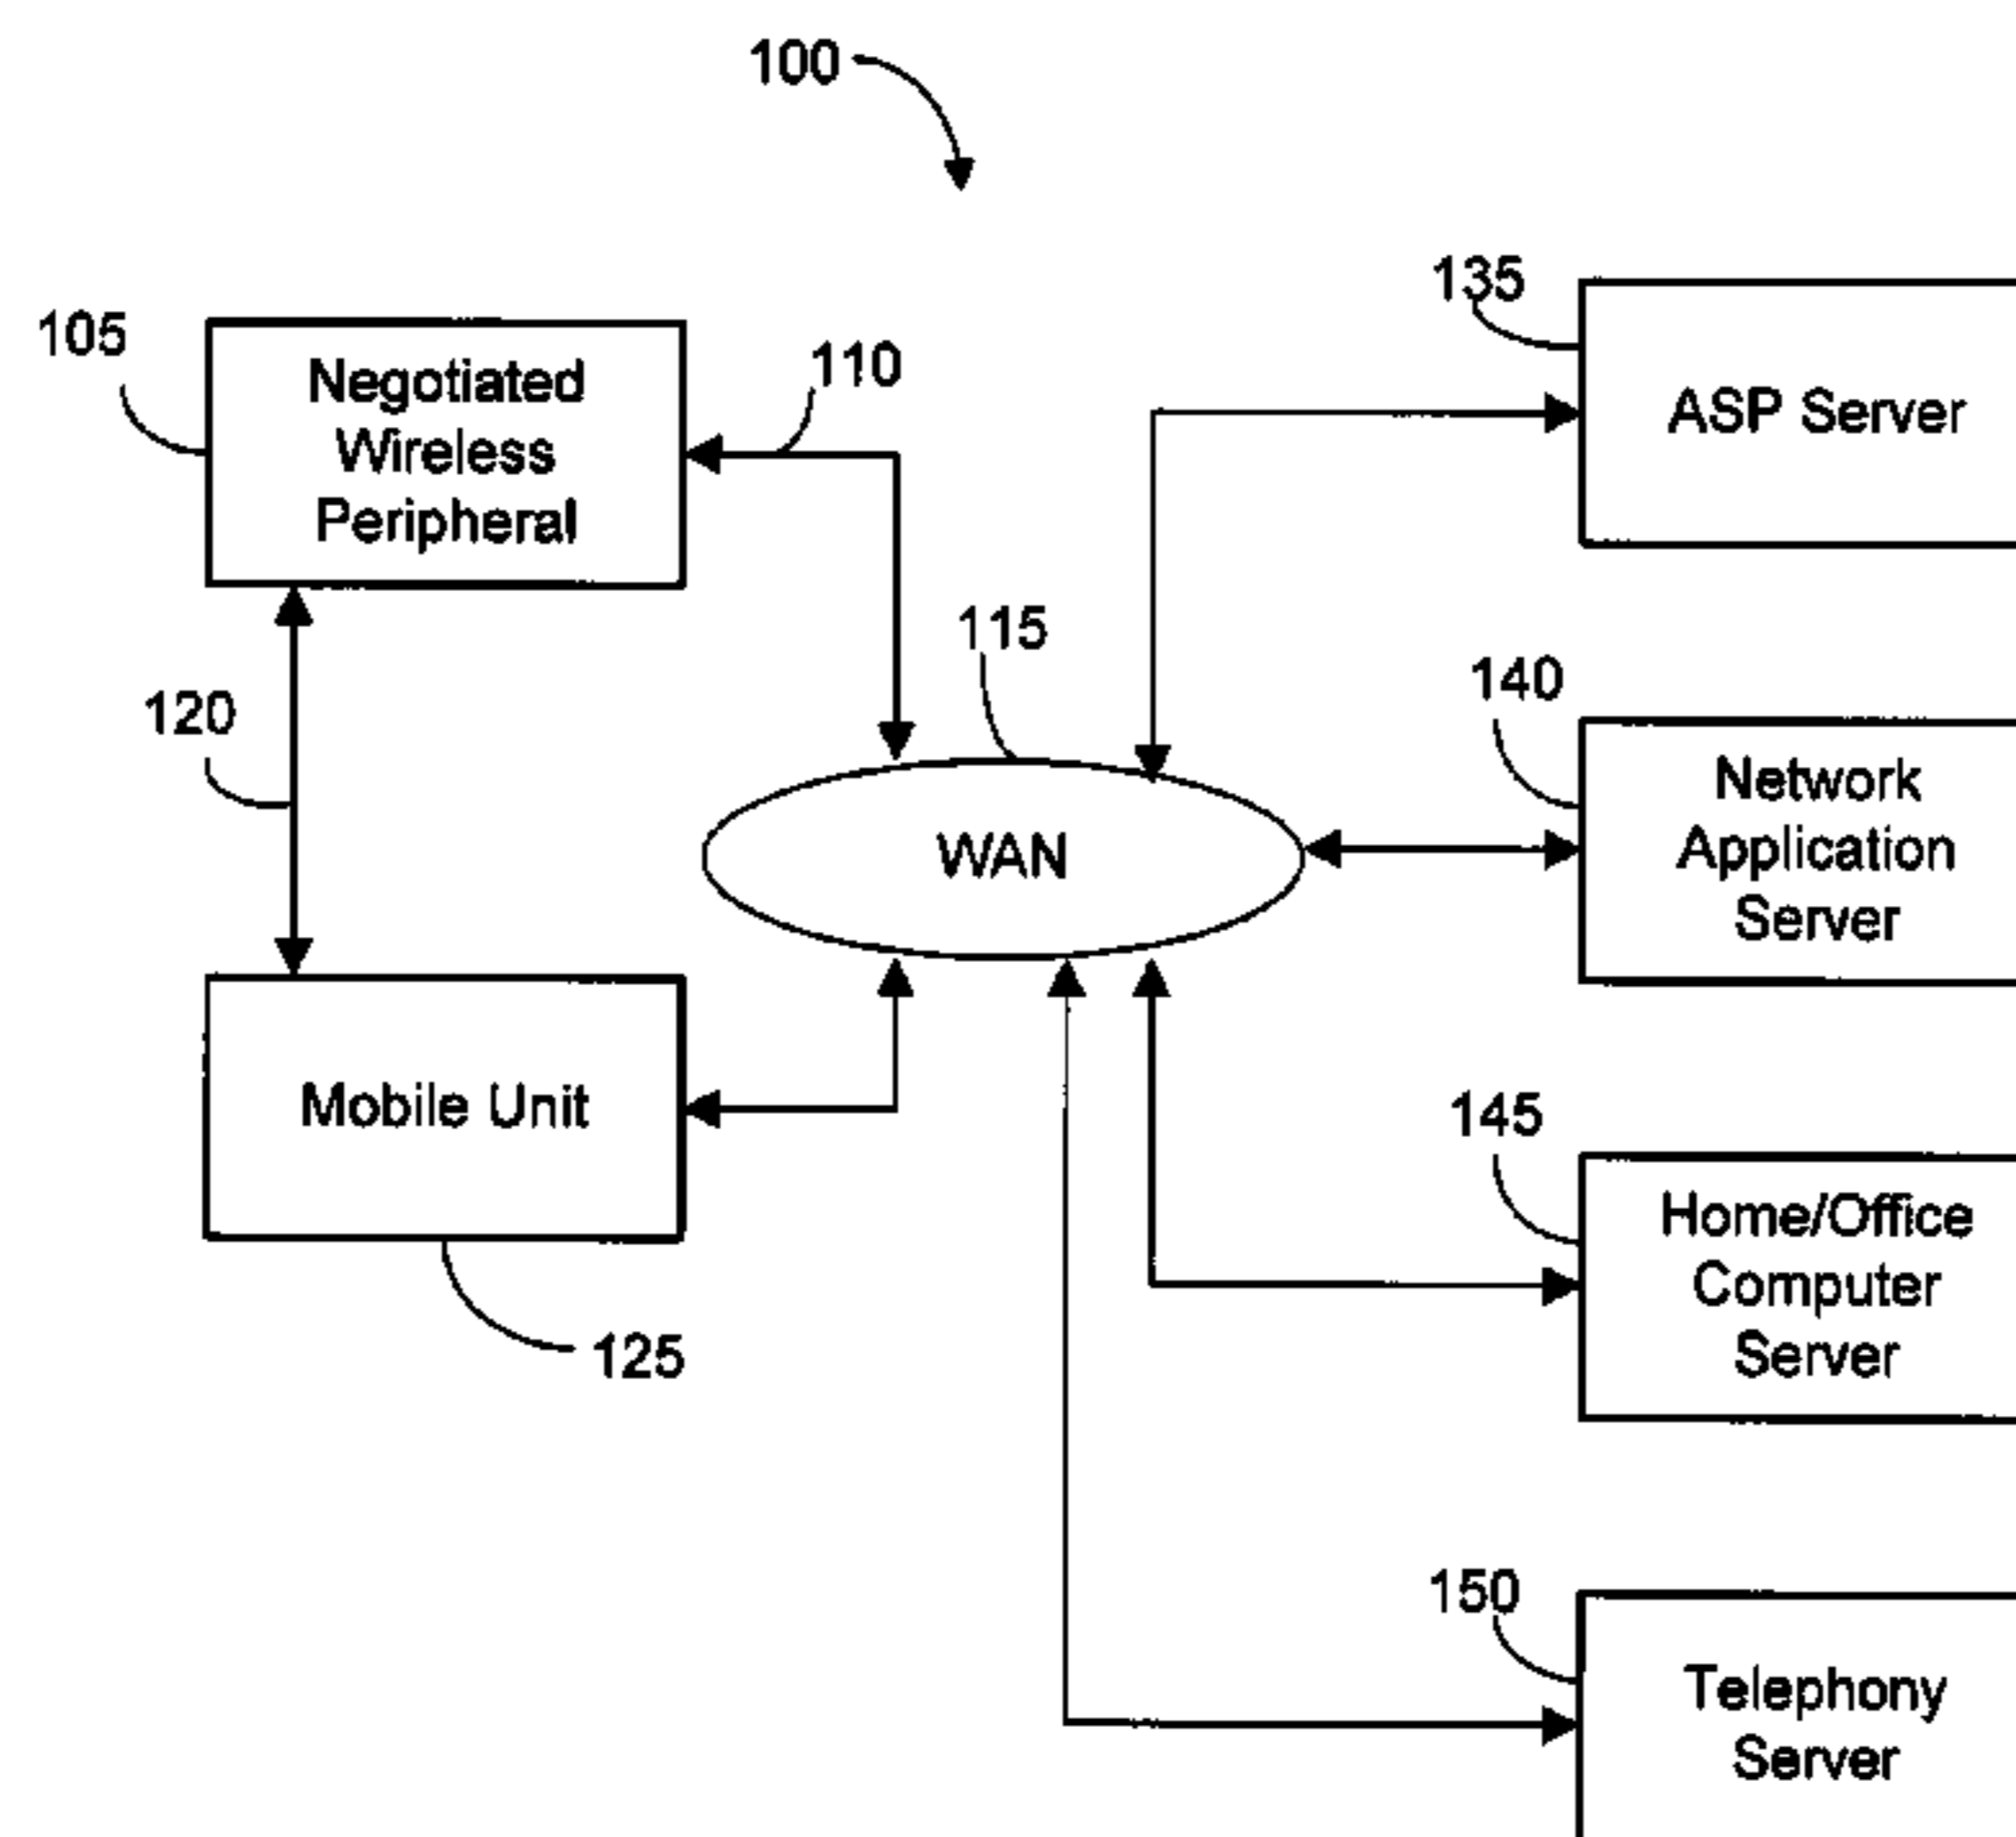 100
135
105
Negotiated
Wireless
Peripheral
110
ASP Server
115
120
140
Network
Application
Server
WAN
Mobile Unit
145
Home/Office
Computer
Server
125
150
Telephony
Server